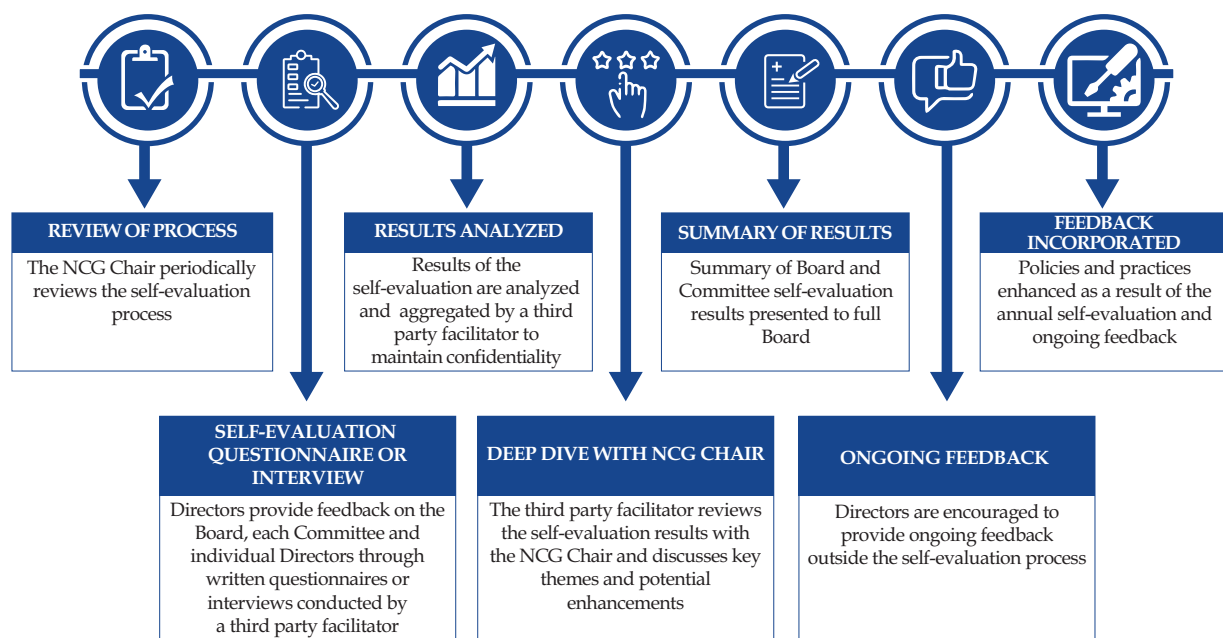 REVIEW OF PROCESS
The NCG Chair periodically
reviews the self-evaluation
process
SELF-EVALUATION
QUESTIONNAIRE OR
INTERVIEW
Directors provide feedback on the
Board, each Committee and
individual Directors through
written questionnaires or
interviews conducted by
a third party facilitator
RESULTS ANALYZED
Results of the
self-evaluation are analyzed
and aggregated by a third
party facilitator to
maintain confidentiality
DEEP DIVE WITH NCG CHAIR
The third party facilitator reviews
the self-evaluation results with
the NCG Chair and discusses key
themes and potential
enhancements
SUMMARY OF RESULTS
Summary of Board and
Committee self-evaluation
results presented to full
Board
ONGOING FEEDBACK
Directors are encouraged to
provide ongoing feedback
outside the self-evaluation process
FEEDBACK
INCORPORATED
Policies and practices
enhanced as a result of the
annual self-evaluation and
ongoing feedback